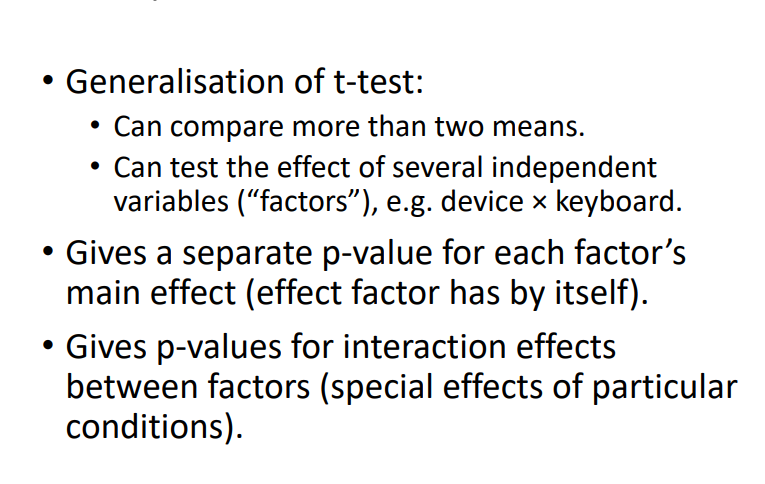 • Generalisation of t-test:
• Can compare more than two means.
• Can test the effect of several independent
variables (“factors”), e.g. device × keyboard.
• Gives a separate p-value for each factor’s
main effect (effect factor has by itself).
• Gives p-values for interaction effects
between factors (special effects of particular
conditions).